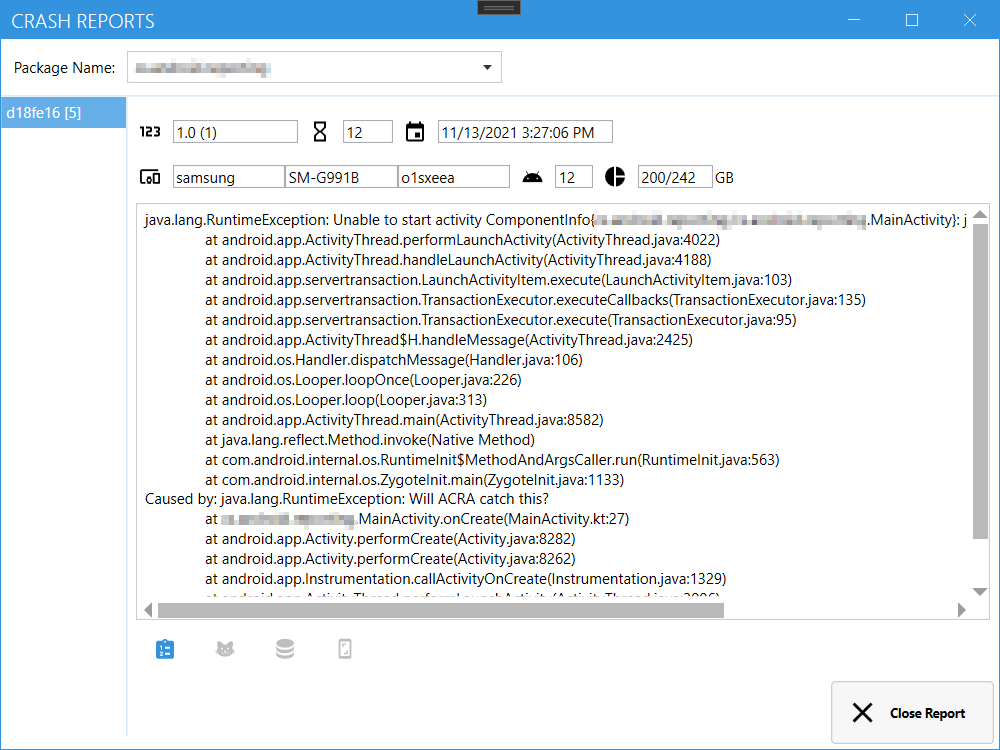 CRASH REPORTS
Package Name:
d18fe16 [5]
123 1.0 (1) 12 11/13/2021 3:27:06 PM
samsung SM-G991B o1sxeea 12 200/242 GB
java.lang.RuntimeException: Unable to start activity ComponentInfo{ .MainActivity}: j
at android.app.ActivityThread.performLaunchActivity(ActivityThread.java:4022)
at android.app.ActivityThread.handleLaunchActivity(ActivityThread.java:4188)
at android.app.servertransaction.LaunchActivityItem.execute(LaunchActivityItem.java:103)
at android.app.servertransaction.TransactionExecutor.executeCallbacks(TransactionExecutor.java:135)
at android.app.servertransaction.TransactionExecutor.execute(TransactionExecutor.java:95)
at android.app.ActivityThread$H.handleMessage(ActivityThread.java:2425)
at android.os.Handler.dispatchMessage(Handler.java:106)
at android.os.Looper.loopOnce(Looper.java:226)
at android.os.Looper.loop(Looper.java:313)
at android.app.ActivityThread.main(ActivityThread.java:8582)
at java.lang.reflect.Method.invoke(Native Method)
at com.android.internal.os.RuntimeInit$MethodAndArgsCaller.run(RuntimeInit.java:563)
at com.android.internal.os.ZygoteInit.main(ZygoteInit.java:1133)
Caused by: java.lang.RuntimeException: Will ACRA catch this?
at .MainActivity.onCreate(MainActivity.kt:27)
at android.app.Activity.performCreate(Activity.java:8282)
at android.app.Activity.performCreate(Activity.java:8262)
at android.app.Instrumentation.callActivityOnCreate(Instrumentation.java:1329)
Close Report